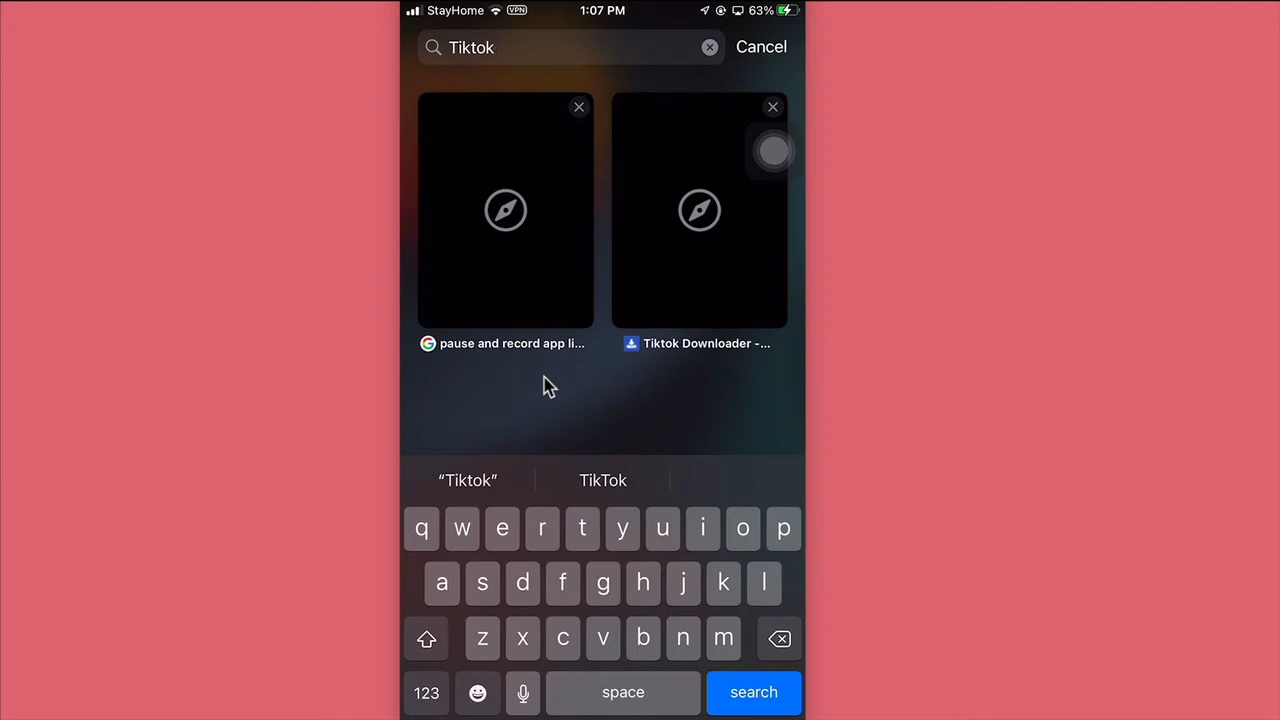 StayHome VPN 1:07 PM 63%
Tiktok Cancel
pause and record app li... Tiktok Downloader -...
“Tiktok” TikTok
q w e r t y u i o p
a s d f g h j k l
z x c v b n m
123 space search